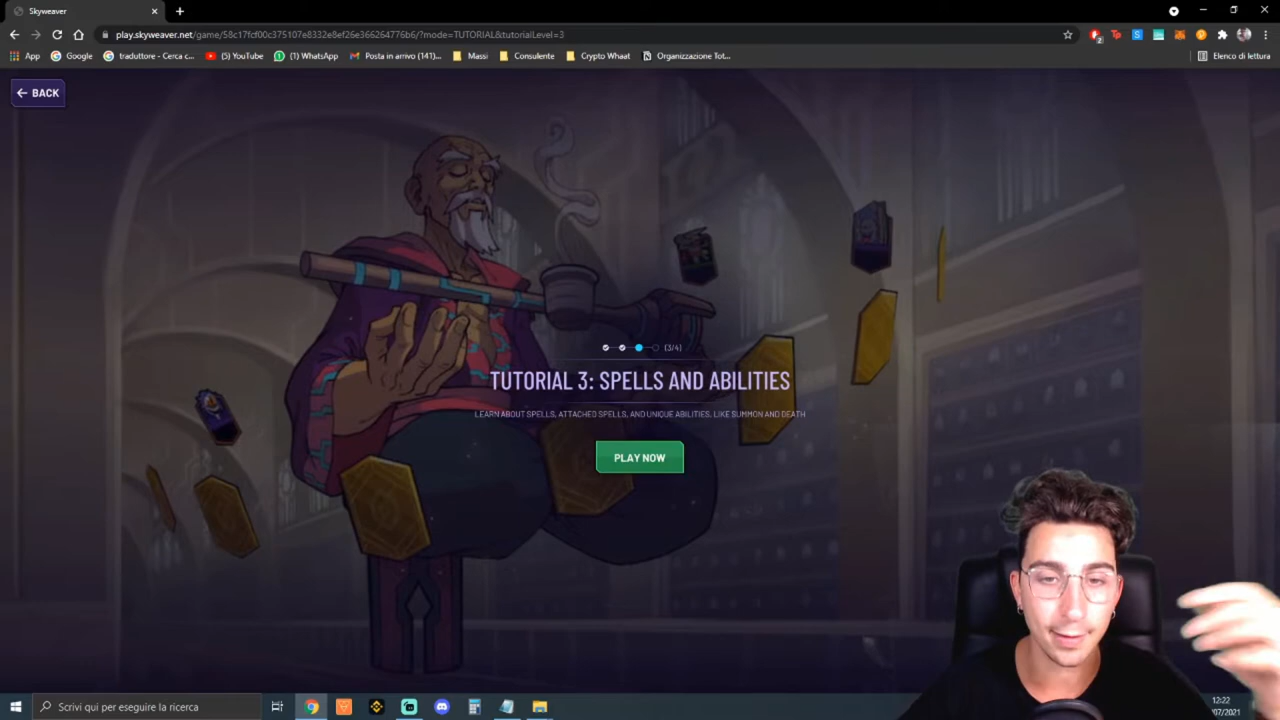 Skyweaver
play.skyweaver.net/game/58c17fcf00c375107e8332e8ef26e366264776b6/?mode=TUTORIAL&tutorialLevel=3
App Google traduttore - Cerca c... (5) YouTube (1) WhatsApp Posta in arrivo (141)... Massi Consulente Crypto Whaat Organizzazione Tot... Elenco di lettura
BACK
(3/4)
TUTORIAL 3: SPELLS AND ABILITIES
LEARN ABOUT SPELLS, ATTACHED SPELLS, AND UNIQUE ABILITIES, LIKE SUMMON AND DEATH
PLAY NOW
Scrivi qui per eseguire la ricerca
12:22
/07/2021